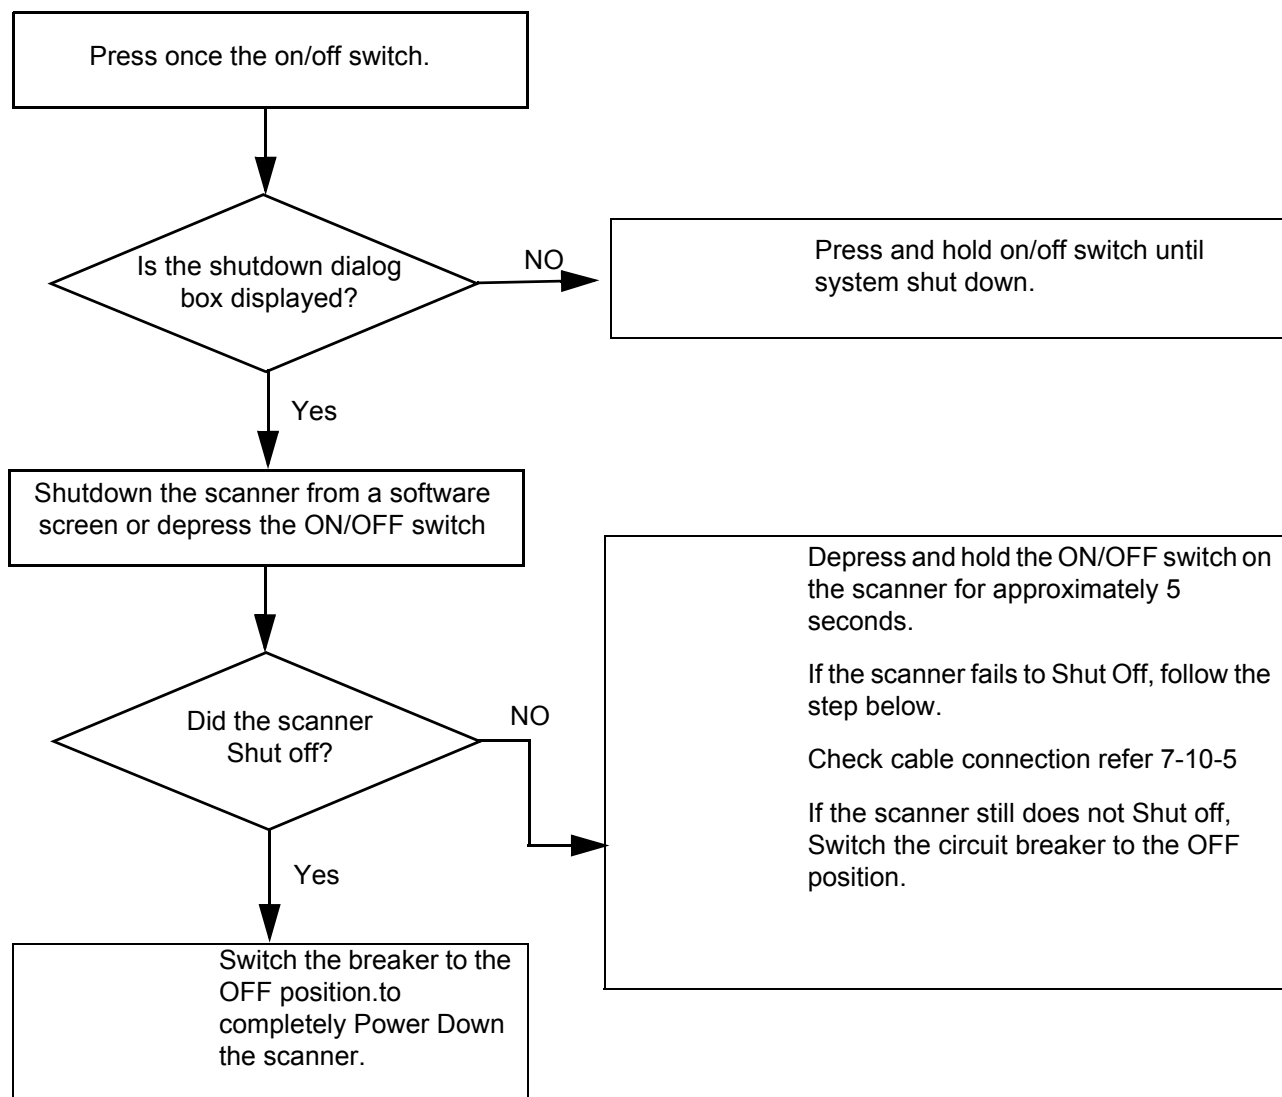 Press once the on/off switch.
Is the shutdown dialog
box displayed?
NO
Press and hold on/off switch until
system shut down.
Yes
Shutdown the scanner from a software
screen or depress the ON/OFF switch
Did the scanner
Shut off?
NO
Depress and hold the ON/OFF switch on
the scanner for approximately 5
seconds.
If the scanner fails to Shut Off, follow the
step below.
Check cable connection refer 7-10-5
If the scanner still does not Shut off,
Switch the circuit breaker to the OFF
position.
Yes
Switch the breaker to the
OFF position.to
completely Power Down
the scanner.